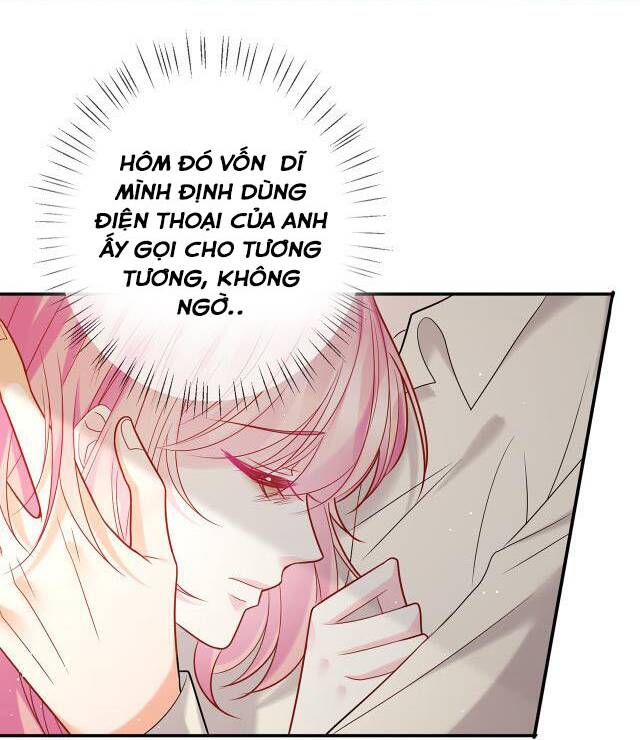 HÔM ĐÓ VỐN DĨ
MÌNH ĐỊNH DÙNG
ĐIỆN THOẠI CỦA ANH
ẤY GỌI CHO TƯƠNG
TƯƠNG, KHÔNG
NGỜ..